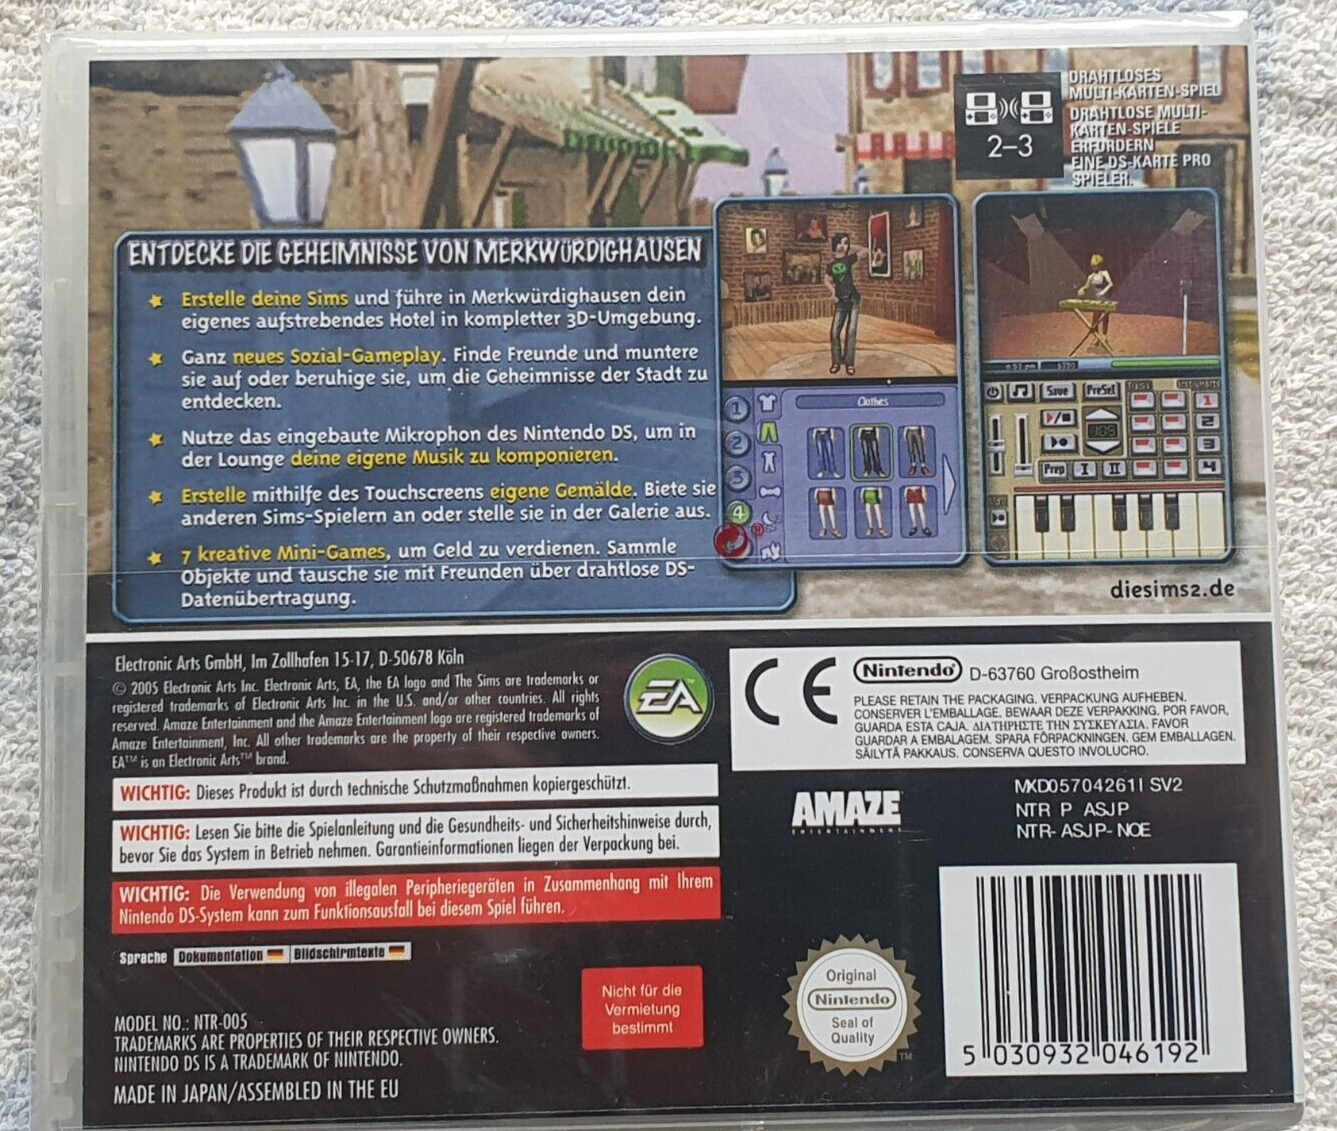 DRAHTLOSES
MULTI-KARTEN-SPIEL
DRAHTLOSE MULTI-
KARTEN-SPIELE
ERFORDERN
EINE DS-KARTE PRO
SPIELER.
2–3
ENTDECKE DIE GEHEIMNISSE VON MERKWÜRDIGHAUSEN
Erstelle deine Sims und führe in Merkwürdighausen dein
eigenes aufstrebendes Hotel in kompletter 3D-Umgebung.
Ganz neues Sozial-Gameplay. Finde Freunde und muntere
sie auf oder beruhige sie, um die Geheimnisse der Stadt zu
entdecken.
Nutze das eingebaute Mikrophon des Nintendo DS, um in
der Lounge deine eigene Musik zu komponieren.
Erstelle mithilfe des Touchscreens eigene Gemälde. Biete sie
anderen Sims-Spielern an oder stelle sie in der Galerie aus.
7 kreative Mini-Games, um Geld zu verdienen. Sammle
Objekte und tausche sie mit Freunden über drahtlose DS-
Datenübertragung.
Clothes
1
2
3
4
Save PreSet
1
2
3
4
105
Prep I II
diesims2.de
Electronic Arts GmbH, Im Zollhafen 15-17, D-50678 Köln
© 2005 Electronic Arts Inc. Electronic Arts, EA, the EA logo and The Sims are trademarks or
registered trademarks of Electronic Arts Inc. in the U.S. and/or other countries. All rights
reserved. Amaze Entertainment and the Amaze Entertainment logo are registered trademarks of
Amaze Entertainment, Inc. All other trademarks are the property of their respective owners.
EA™ is an Electronic Arts™ brand.
EA
CE
Nintendo® D-63760 Großostheim
PLEASE RETAIN THE PACKAGING. VERPACKUNG AUFHEBEN.
CONSERVER L'EMBALLAGE. BEWAAR DEZE VERPAKKING. POR FAVOR,
GUARDA ESTA CAJA. ΔΙΑΤΗΡΗΣΤΕ ΤΗΝ ΣΥΣΚΕΥΑΣΙΑ. FAVOR
GUARDAR A EMBALAGEM. SPARA FÖRPACKNINGEN. GEM EMBALLAGEN.
SÄILYTÄ PAKKAUS. CONSERVA QUESTO INVOLUCRO.
WICHTIG: Dieses Produkt ist durch technische Schutzmaßnahmen kopiergeschützt.
WICHTIG: Lesen Sie bitte die Spielanleitung und die Gesundheits- und Sicherheitshinweise durch,
bevor Sie das System in Betrieb nehmen. Garantieinformationen liegen der Verpackung bei.
WICHTIG: Die Verwendung von illegalen Peripheriegeräten in Zusammenhang mit Ihrem
Nintendo DS-System kann zum Funktionsausfall bei diesem Spiel führen.
AMAZE
ENTERTAINMENT
MXD05704261I SV2
NTR P ASJP
NTR-ASJP-NOE
Sprache Dokumentation Bildschirmtexte
Nicht für die
Vermietung
bestimmt
Original
Nintendo
Seal of
Quality
™
MODEL NO.: NTR-005
TRADEMARKS ARE PROPERTIES OF THEIR RESPECTIVE OWNERS.
NINTENDO DS IS A TRADEMARK OF NINTENDO.
MADE IN JAPAN/ASSEMBLED IN THE EU
5 030932 046192